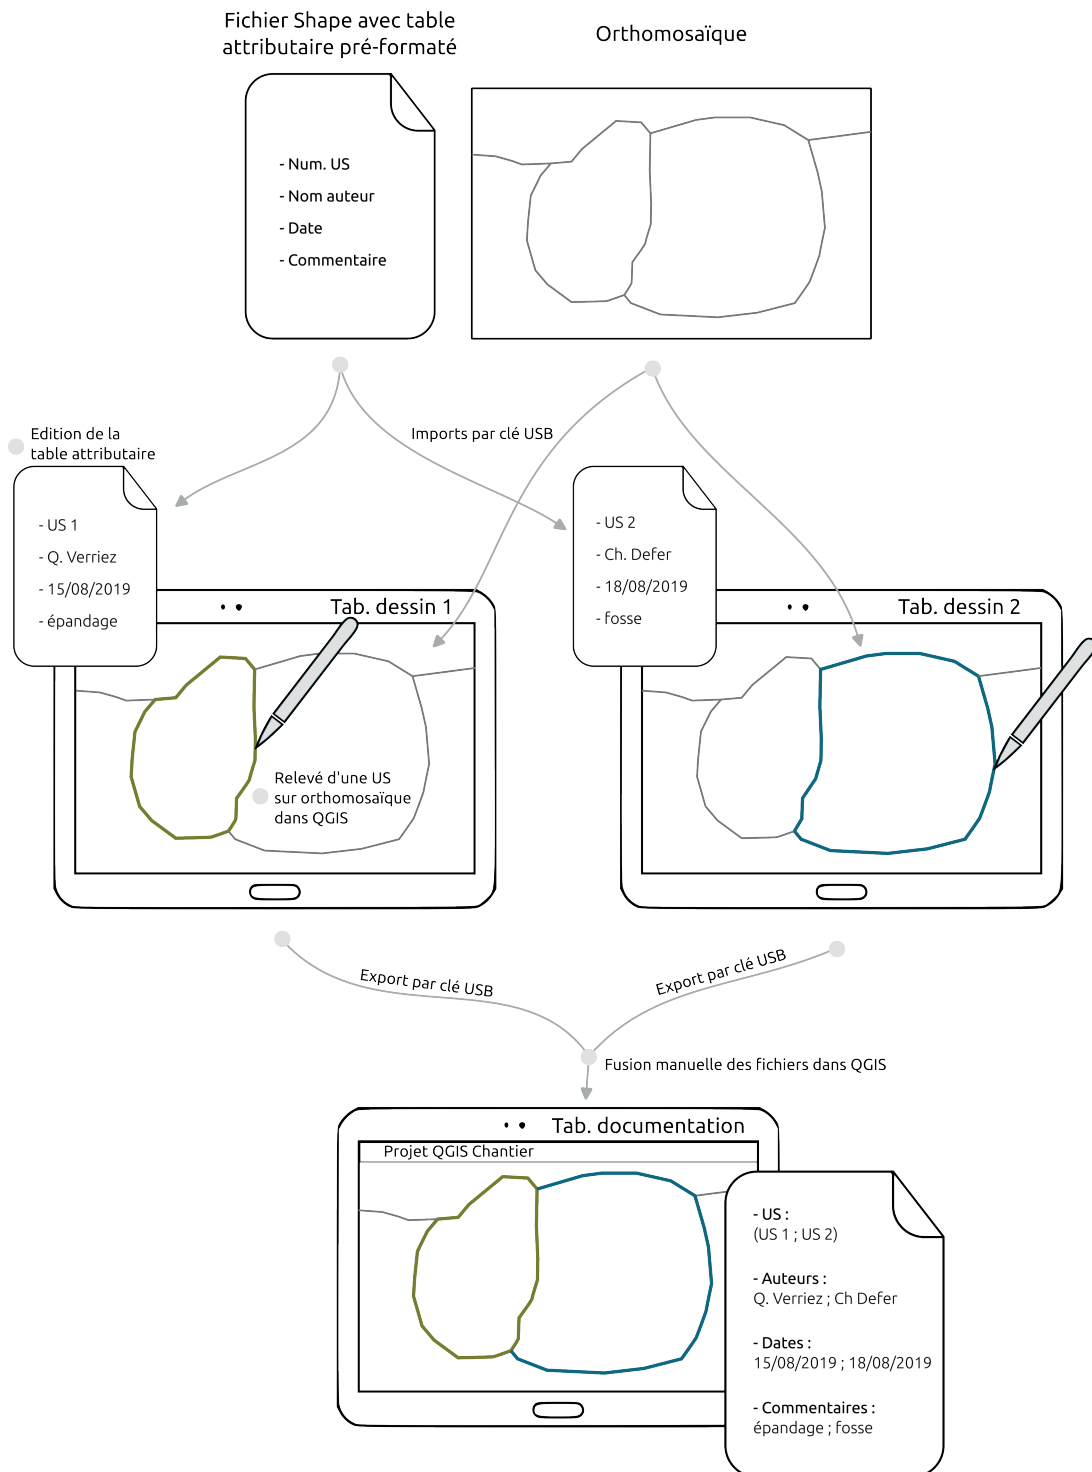 Fichier Shape avec table
attributaire pré-formaté
Orthomosaïque
- Num. US
- Nom auteur
- Date
- Commentaire
Edition de la
table attributaire
Imports par clé USB
- US 1
- Q. Verriez
- 15/08/2019
- épandage
- US 2
- Ch. Defer
- 18/08/2019
- fosse
Tab. dessin 1
Tab. dessin 2
Relevé d'une US
sur orthomosaïque
dans QGIS
Export par clé USB
Export par clé USB
Fusion manuelle des fichiers dans QGIS
Tab. documentation
Projet QGIS Chantier
- US :
(US 1 ; US 2)
- Auteurs :
Q. Verriez ; Ch Defer
- Dates :
15/08/2019 ; 18/08/2019
- Commentaires :
épandage ; fosse